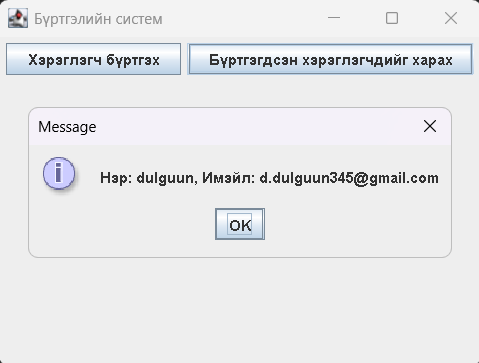 Бүртгэлийн систем
Хэрэглэгч бүртгэх
Бүртгэгдсэн хэрэглэгчдийг харах
Message
Нэр: dulguun, Имэйл: d.dulguun345@gmail.com
OK